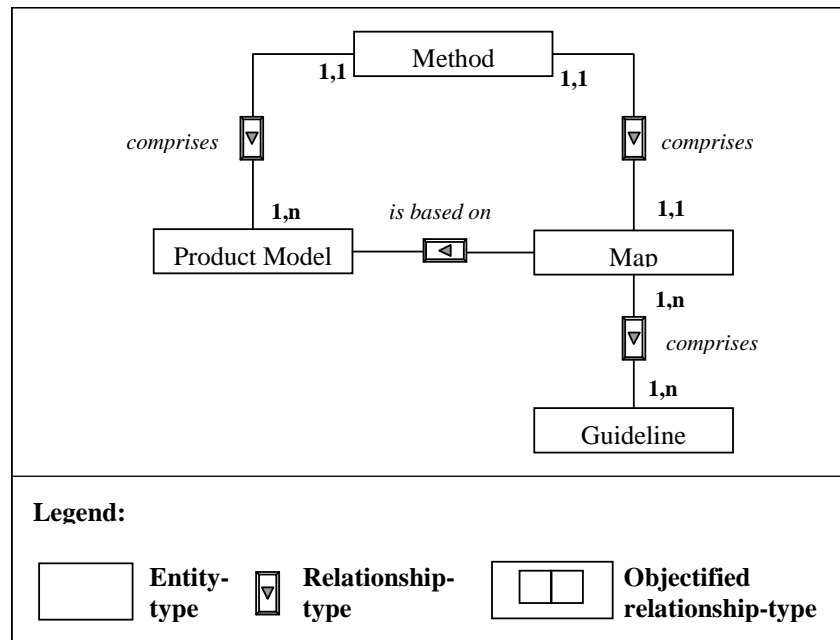 Method
1,1
1,1
comprises
comprises
1,n
is based on
1,1
Product Model
Map
1,n
comprises
1,n
Guideline
Legend:
Entity-
type
Relationship-
type
Objectified
relationship-type